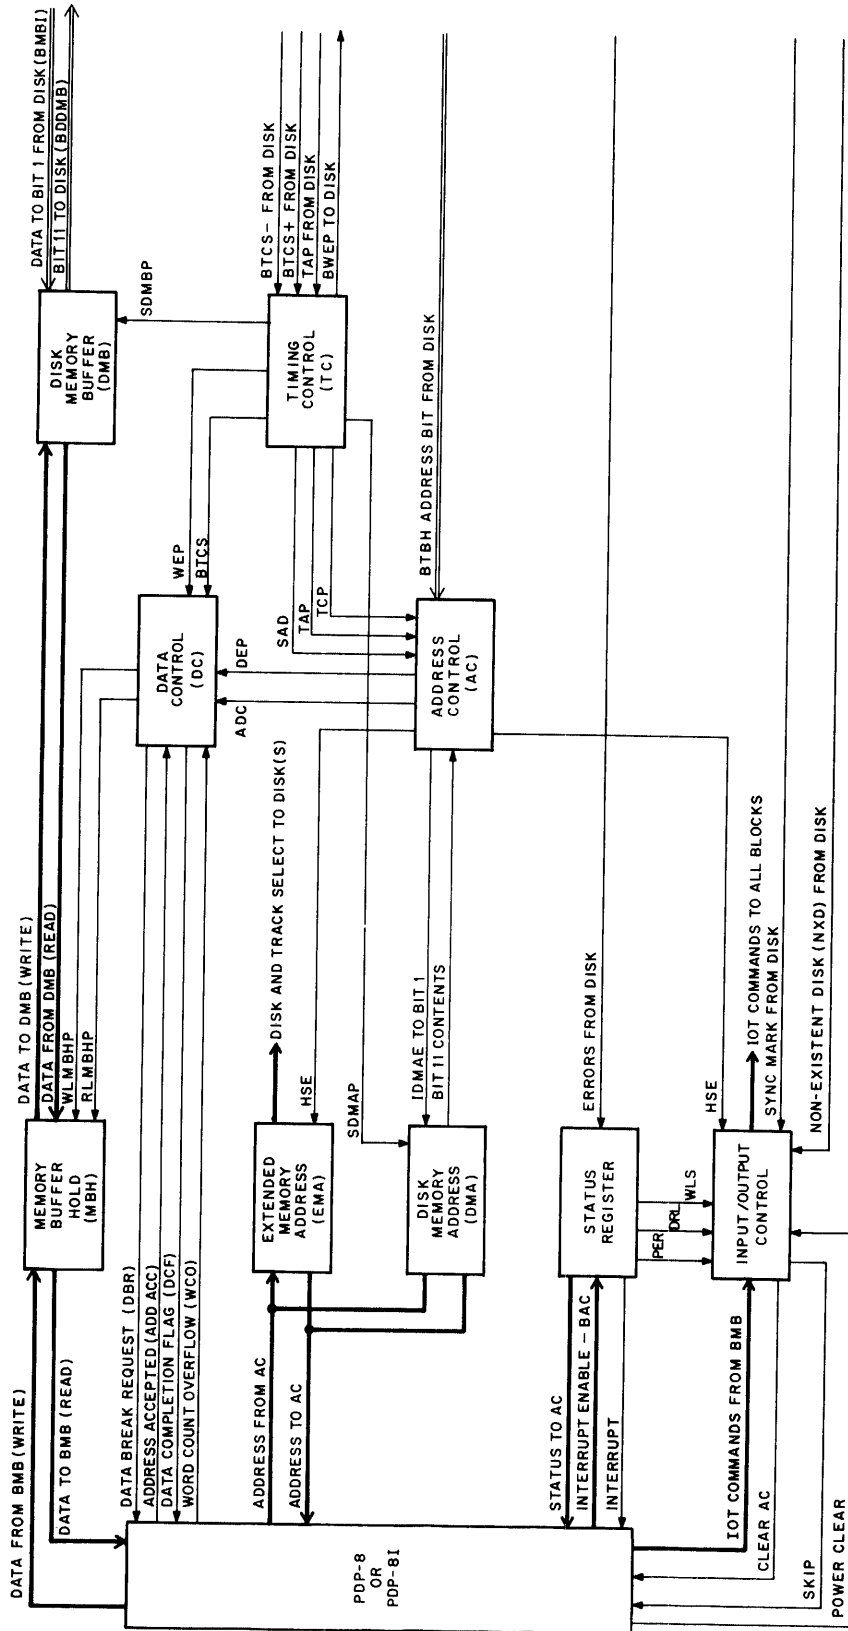 DATA FROM BMB (WRITE)
DATA TO BMB (READ)
DATA BREAK REQUEST (DBR)
ADDRESS ACCEPTED (ADD ACC)
DATA COMPLETION FLAG (DCF)
WORD COUNT OVERFLOW (WCO)
ADDRESS FROM AC
ADDRESS TO AC
STATUS TO AC
INTERRUPT ENABLE - BAC
INTERRUPT
IOT COMMANDS FROM BMB
CLEAR AC
SKIP
POWER CLEAR
PDP-8
OR
PDP-8I
MEMORY
BUFFER
HOLD
(MBH)
EXTENDED
MEMORY
ADDRESS
(EMA)
DISK
MEMORY
ADDRESS
(DMA)
STATUS
REGISTER
PER
DRL
WLS
INPUT/OUTPUT
CONTROL
DATA TO DMB (WRITE)
DATA FROM DMB (READ)
WLMBHP
RLMBHP
DISK AND TRACK SELECT TO DISK(S)
HSE
SDMAP
IDMAE TO BIT 1
BIT 11 CONTENTS
ERRORS FROM DISK
HSE
IOT COMMANDS TO ALL BLOCKS
SYNC MARK FROM DISK
NON-EXISTENT DISK (NXD) FROM DISK
DATA
CONTROL
(DC)
ADC
DEP
ADDRESS
CONTROL
(AC)
WEP
BTCS
SAD
TAP
TCP
DISK
MEMORY
BUFFER
(DMB)
SDMBP
TIMING
CONTROL
(TC)
DATA TO BIT 1 FROM DISK (BMBI)
BIT 11 TO DISK (BDDMB)
BTCS- FROM DISK
BTCS+ FROM DISK
TAP FROM DISK
BWEP TO DISK
BTBH ADDRESS BIT FROM DISK